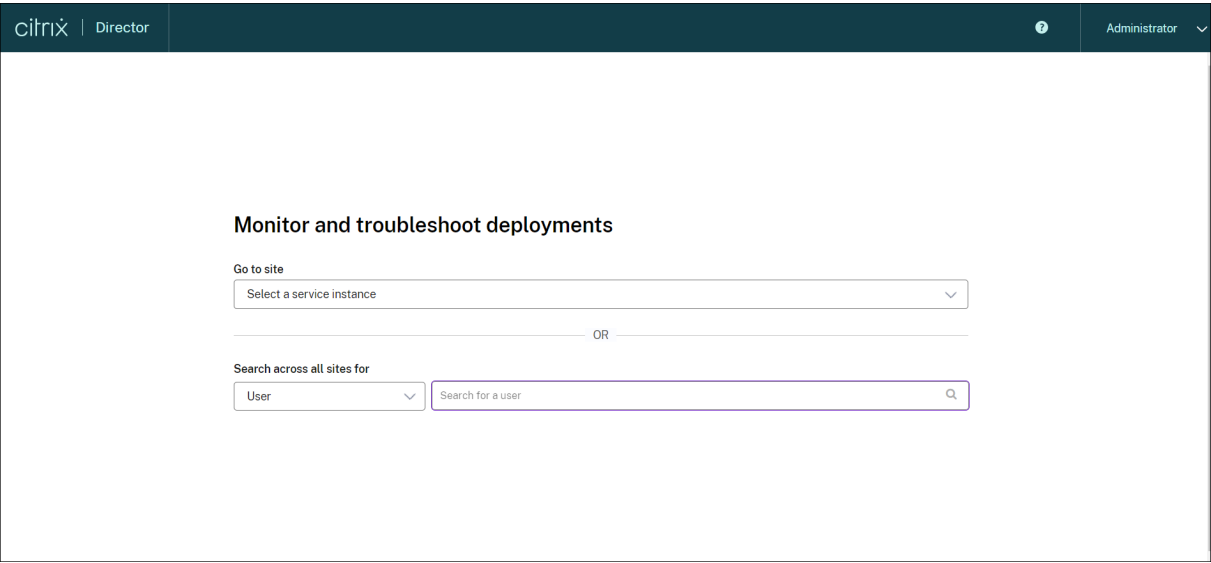 citrix | Director
? Administrator
Monitor and troubleshoot deployments
Go to site
Select a service instance
OR
Search across all sites for
User
Search for a user